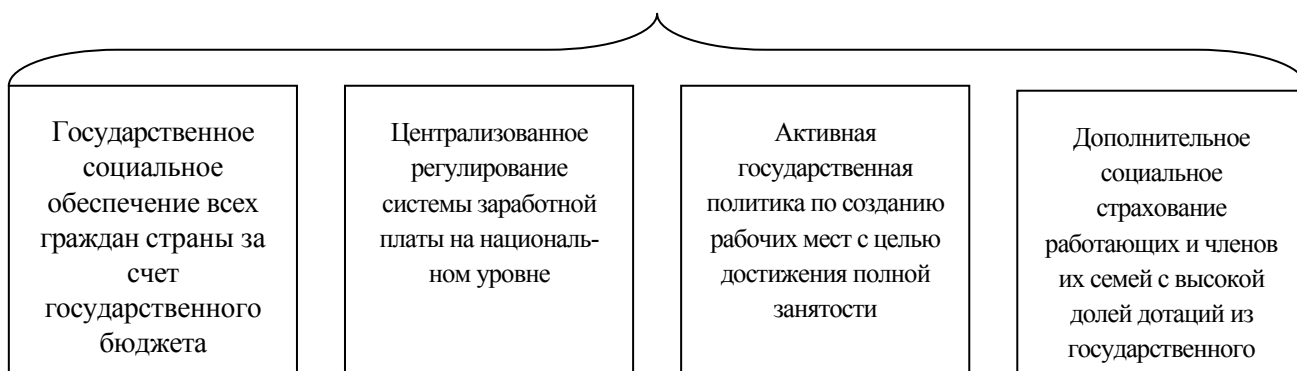 Государственное
социальное
обеспечение всех
граждан страны за
счет
государственного
бюджета
Централизованное
регулирование
системы заработной
платы на националь-
ном уровне
Активная
государственная
политика по созданию
рабочих мест с целью
достижения полной
занятости
Дополнительное
социальное
страхование
работающих и членов
их семей с высокой
долей дотаций из
государственного